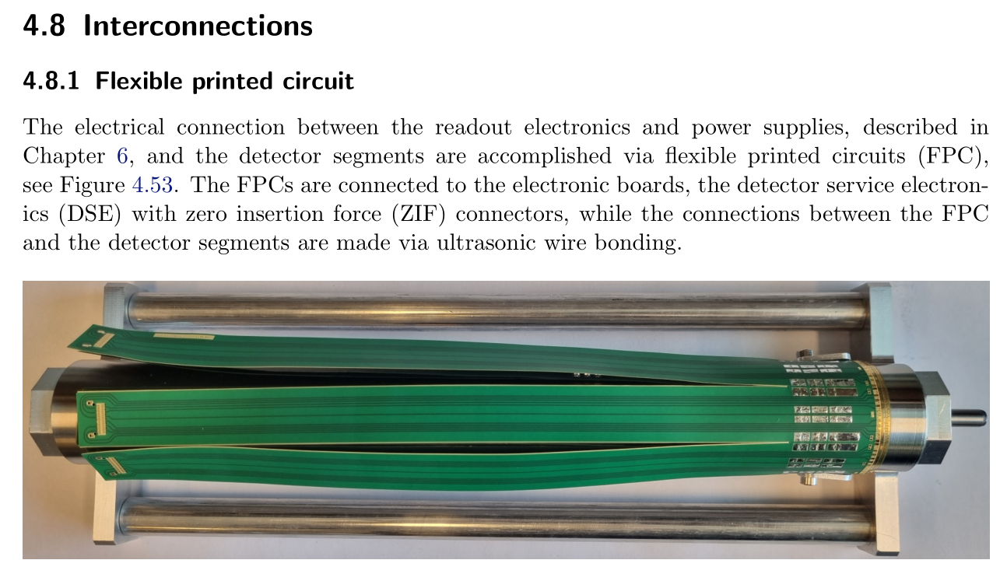 4.8 Interconnections
4.8.1 Flexible printed circuit
The electrical connection between the readout electronics and power supplies, described in
Chapter 6, and the detector segments are accomplished via flexible printed circuits (FPC),
see Figure 4.53. The FPCs are connected to the electronic boards, the detector service electron-
ics (DSE) with zero insertion force (ZIF) connectors, while the connections between the FPC
and the detector segments are made via ultrasonic wire bonding.